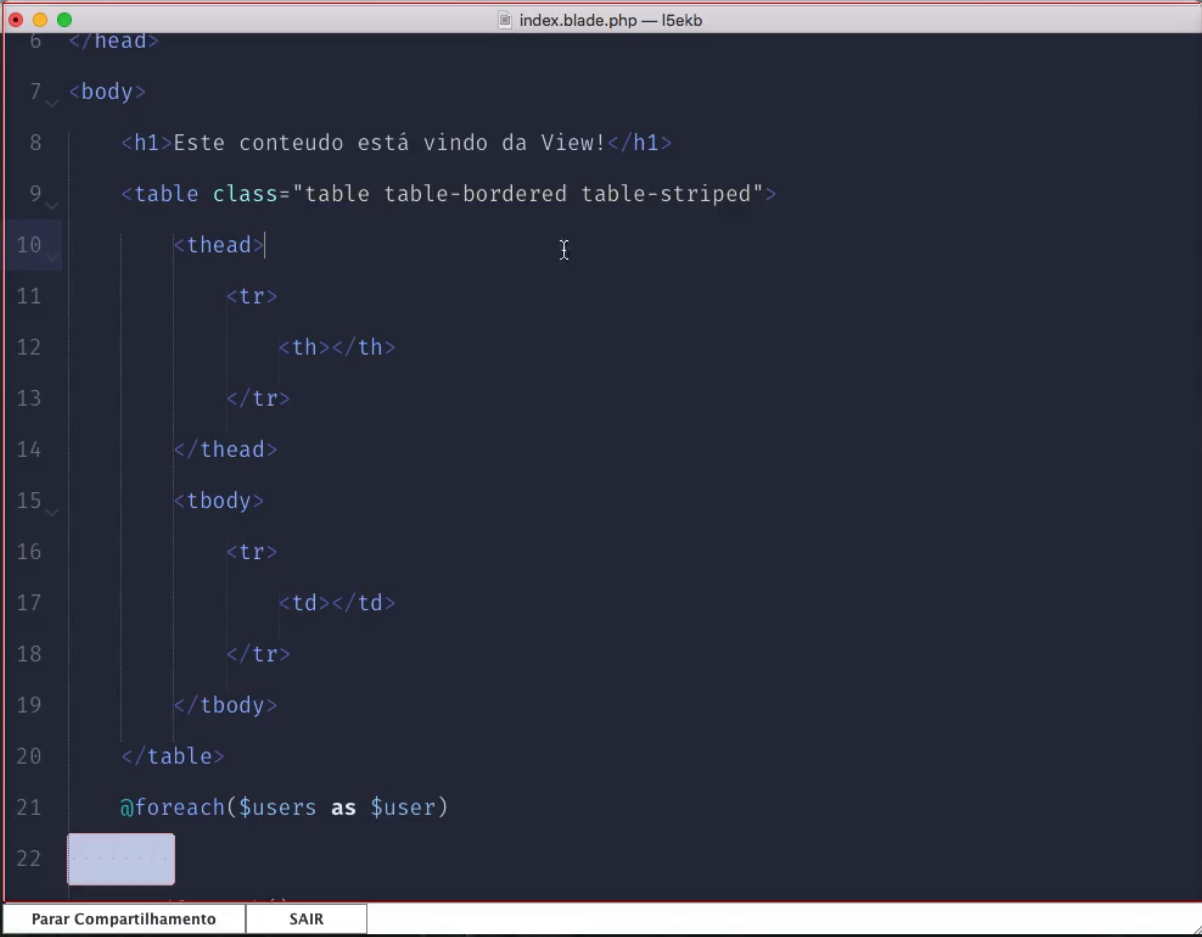 index.blade.php — l5ekb
6 </head>
7 <body>
8 <h1>Este conteudo está vindo da View!</h1>
9 <table class="table table-bordered table-striped">
10 <thead>
11 <tr>
12 <th></th>
13 </tr>
14 </thead>
15 <tbody>
16 <tr>
17 <td></td>
18 </tr>
19 </tbody>
20 </table>
21 @foreach($users as $user)
22
Parar Compartilhamento SAIR